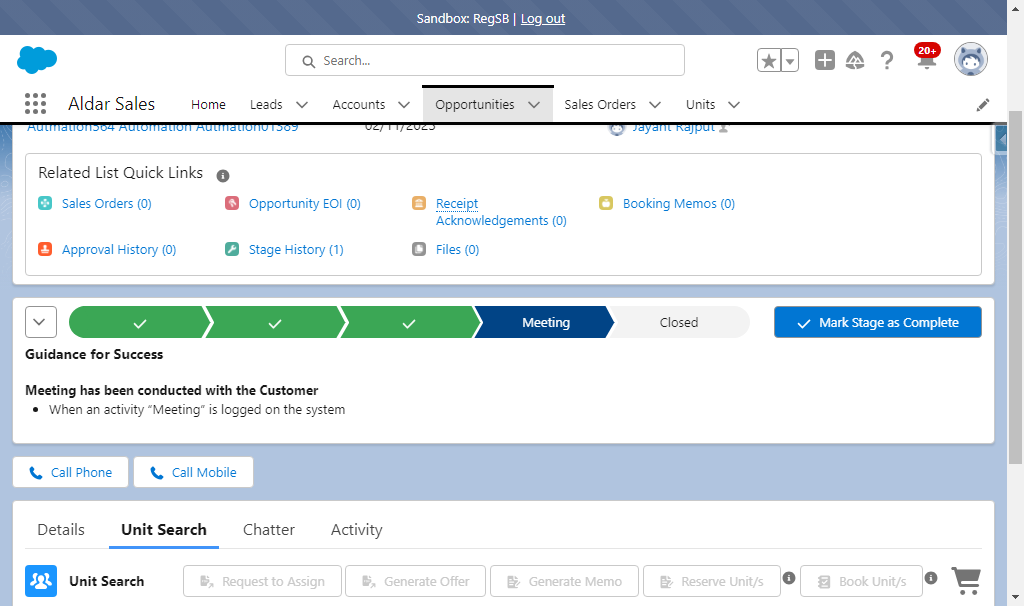 Sandbox: RegSB | Log out
Search...
20+
Aldar Sales Home Leads Accounts Opportunities Sales Orders Units
Autmation564 Automation Autmation01589 02/11/2023 Jayant Rajput
Related List Quick Links
Sales Orders (0) Opportunity EOI (0) Receipt Acknowledgements (0) Booking Memos (0)
Approval History (0) Stage History (1) Files (0)
Meeting Closed Mark Stage as Complete
Guidance for Success
Meeting has been conducted with the Customer
• When an activity “Meeting” is logged on the system
Call Phone Call Mobile
Details Unit Search Chatter Activity
Unit Search Request to Assign Generate Offer Generate Memo Reserve Unit/s Book Unit/s